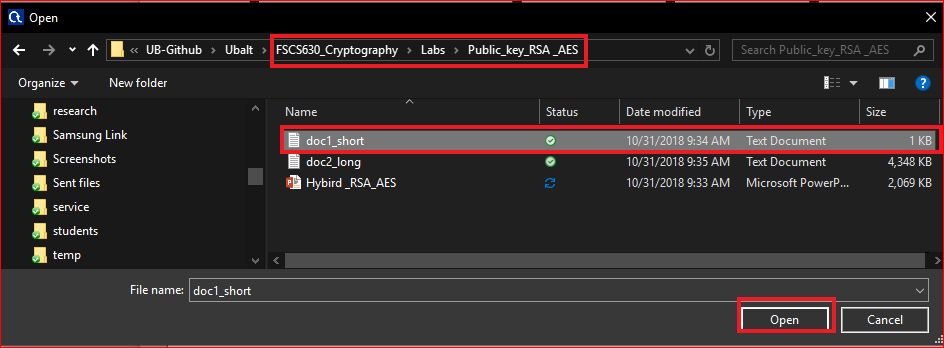 Open
UB-Github Ubalt FSCS630_Cryptography Labs Public_key_RSA _AES Search Public_key_RSA _AES
Organize New folder
research
Samsung Link
Screenshots
Sent files
service
students
temp
Name Status Date modified Type Size
doc1_short 10/31/2018 9:34 AM Text Document 1 KB
doc2_long 10/31/2018 9:35 AM Text Document 4,348 KB
Hybird _RSA_AES 10/31/2018 9:33 AM Microsoft PowerP... 2,069 KB
File name: doc1_short
Open Cancel